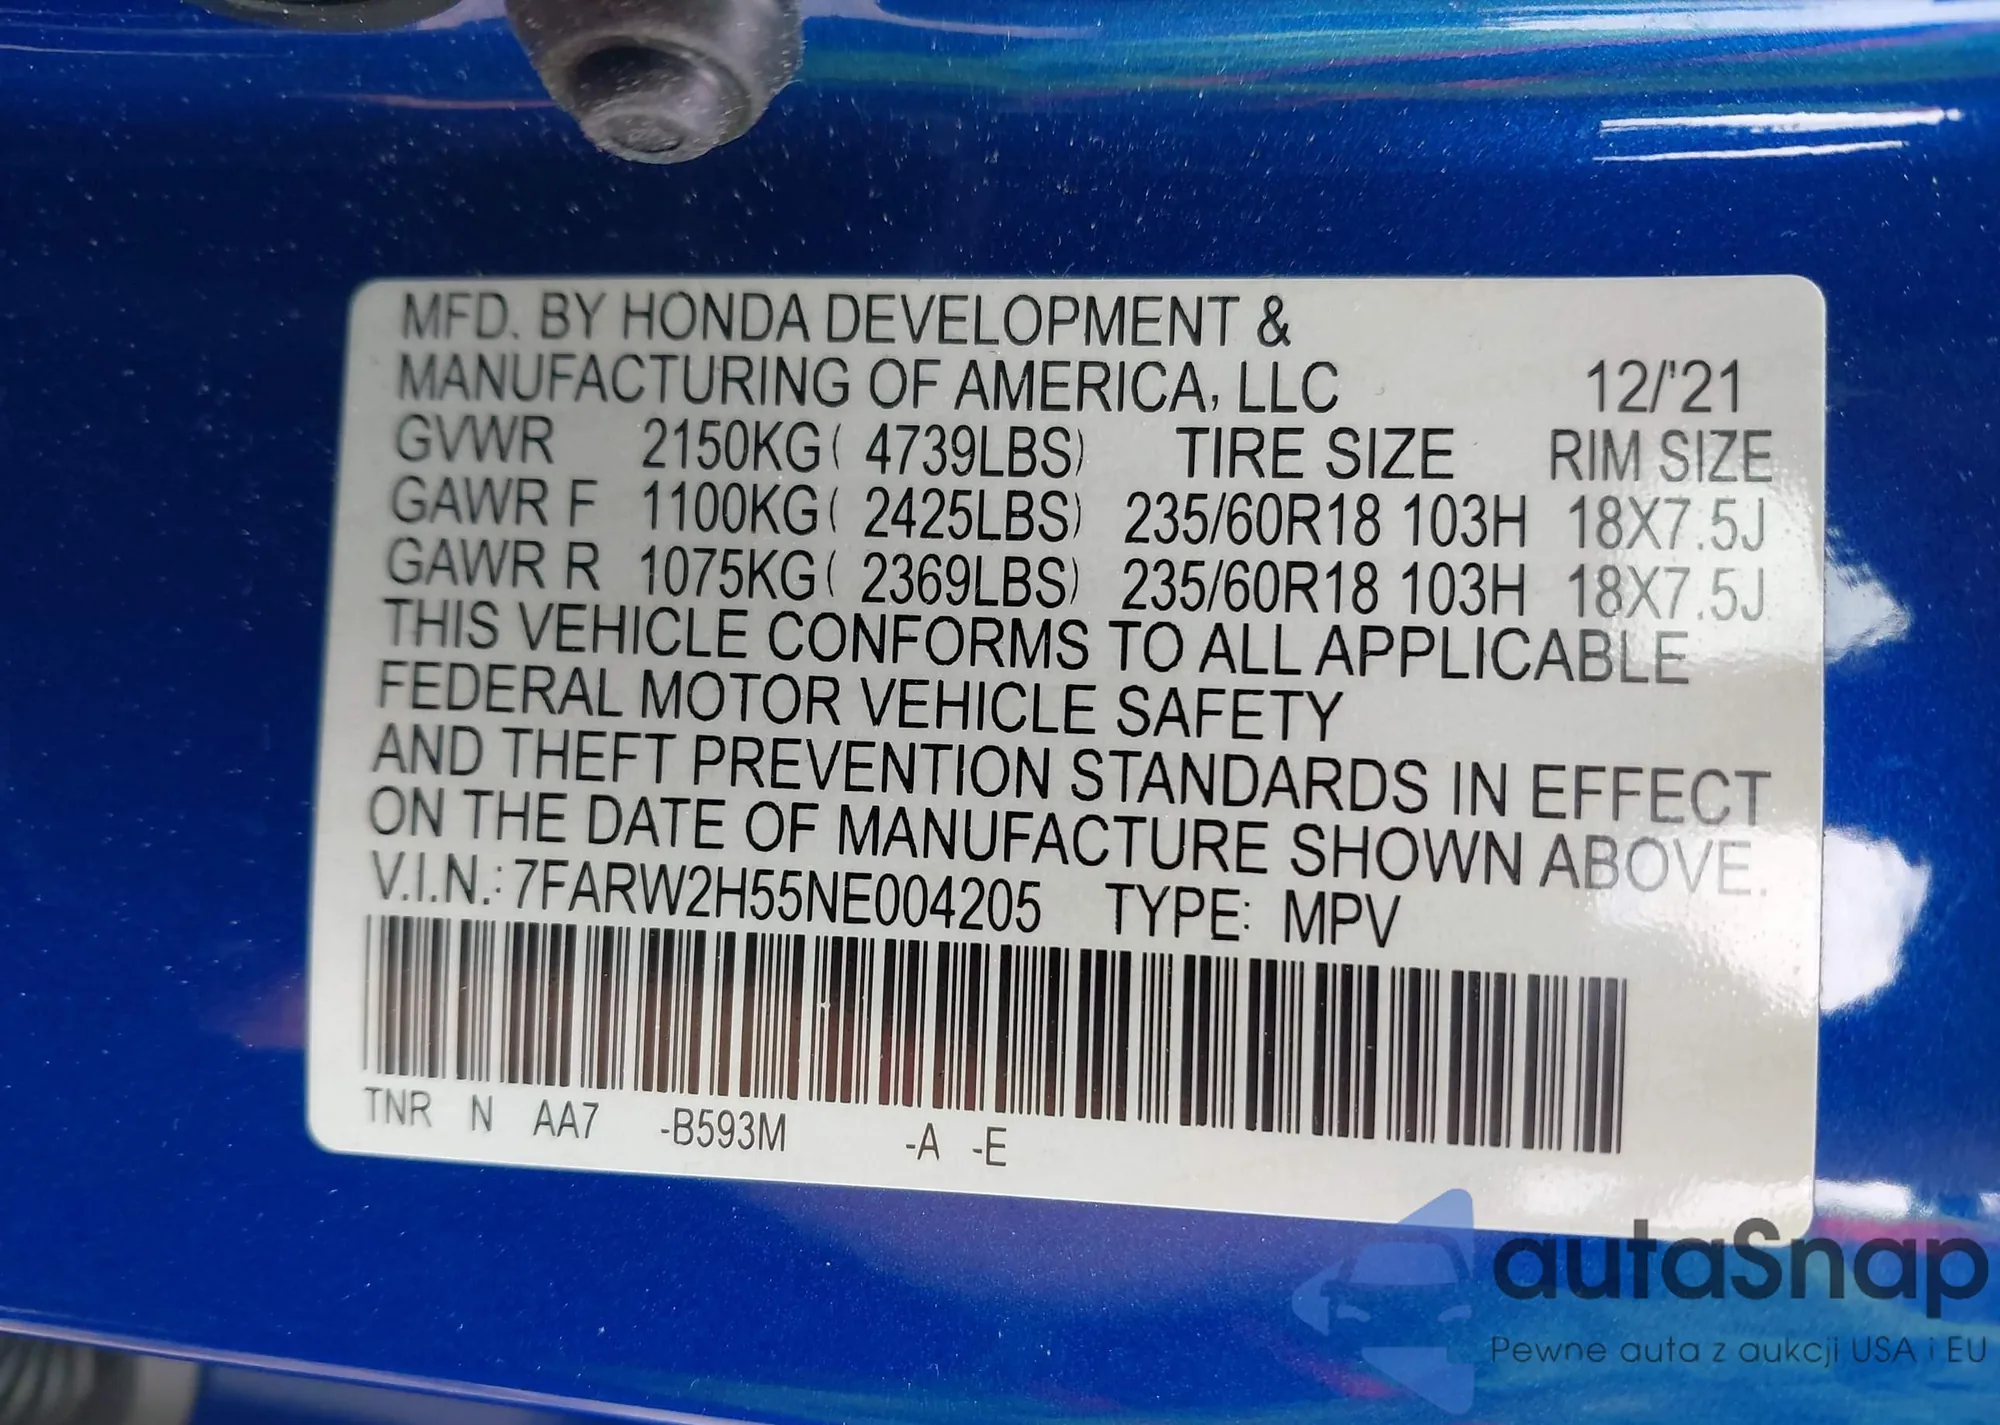 MFD. BY HONDA DEVELOPMENT &
MANUFACTURING OF AMERICA, LLC 12/'21
GVWR 2150KG( 4739LBS) TIRE SIZE RIM SIZE
GAWR F 1100KG( 2425LBS) 235/60R18 103H 18X7.5J
GAWR R 1075KG( 2369LBS) 235/60R18 103H 18X7.5J
THIS VEHICLE CONFORMS TO ALL APPLICABLE
FEDERAL MOTOR VEHICLE SAFETY
AND THEFT PREVENTION STANDARDS IN EFFECT
ON THE DATE OF MANUFACTURE SHOWN ABOVE.
V.I.N.: 7FARW2H55NE004205 TYPE: MPV
TNR N AA7 -B593M -A -E
autaSnap
Pewne auta z aukcji USA i EU